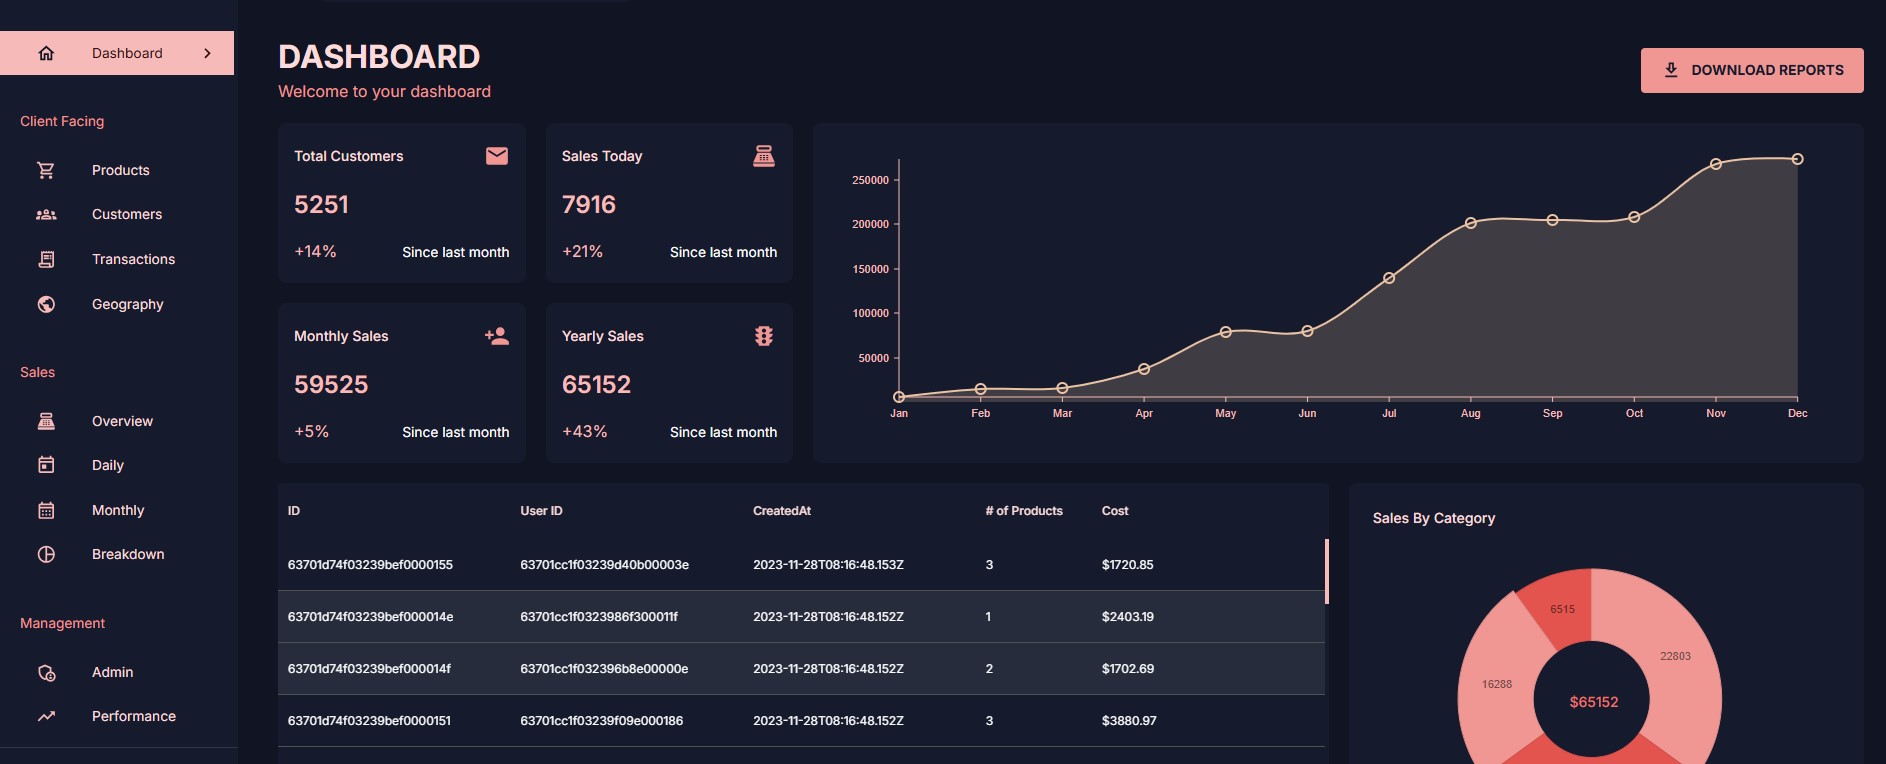 Dashboard
Client Facing
Products
Customers
Transactions
Geography
Sales
Overview
Daily
Monthly
Breakdown
Management
Admin
Performance
DASHBOARD
Welcome to your dashboard
DOWNLOAD REPORTS
Total Customers
5251
+14% Since last month
Sales Today
7916
+21% Since last month
Monthly Sales
59525
+5% Since last month
Yearly Sales
65152
+43% Since last month
250000
200000
150000
100000
50000
Jan Feb Mar Apr May Jun Jul Aug Sep Oct Nov Dec
ID User ID CreatedAt # of Products Cost
63701d74f03239bef0000155 63701cc1f03239d40b00003e 2023-11-28T08:16:48.153Z 3 $1720.85
63701d74f03239bef000014e 63701cc1f0323986f300011f 2023-11-28T08:16:48.152Z 1 $2403.19
63701d74f03239bef000014f 63701cc1f032396b8e00000e 2023-11-28T08:16:48.152Z 2 $1702.69
63701d74f03239bef0000151 63701cc1f03239f09e000186 2023-11-28T08:16:48.152Z 3 $3880.97
Sales By Category
6515
22803
16288
$65152